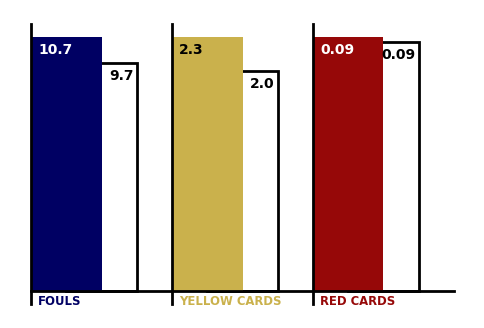 10.7
9.7
2.3
2.0
0.09
0.09
FOULS
YELLOW CARDS
RED CARDS